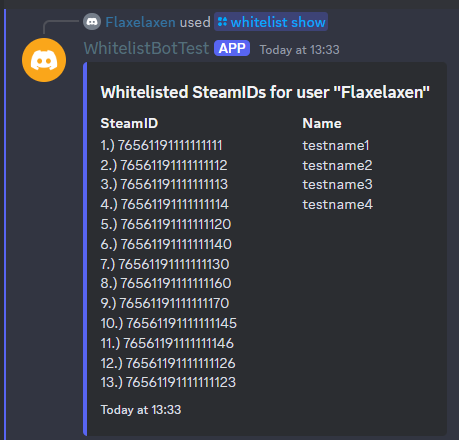 Flaxelaxen used whitelist show
WhitelistBotTest APP Today at 13:33
Whitelisted SteamIDs for user "Flaxelaxen"
SteamID Name
1.) 76561191111111111 testname1
2.) 76561191111111112 testname2
3.) 76561191111111113 testname3
4.) 76561191111111114 testname4
5.) 76561191111111120
6.) 76561191111111140
7.) 76561191111111130
8.) 76561191111111160
9.) 76561191111111170
10.) 76561191111111145
11.) 76561191111111146
12.) 76561191111111126
13.) 76561191111111123
Today at 13:33